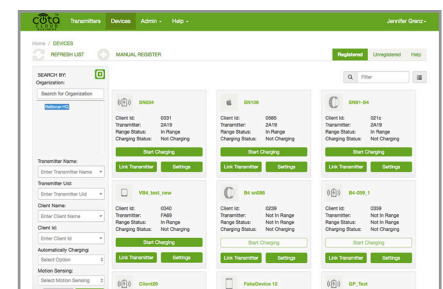 cota
CLOUD
Transmitters Devices Admin Help Jennifer Grenz
Home / DEVICES
REFRESH LIST MANUAL REGISTER Registered Unregistered Help
SEARCH BY:
Organization:
Search for Organization
Filter
SN034
Client Id: 0331
Transmitter: 2A19
Range Status: In Range
Charging Status: Not Charging
Start Charging
Link Transmitter Settings
SN108
Client Id: 0565
Transmitter: 2A19
Range Status: In Range
Charging Status: Not Charging
Start Charging
Link Transmitter Settings
SN91-B4
Client Id: 021c
Transmitter: 2A19
Range Status: In Range
Charging Status: Not Charging
Start Charging
Link Transmitter Settings
Transmitter Name:
Enter Transmitter Name
Transmitter Uid:
Enter Transmitter Uid
Client Name:
Enter Client Name
Client Id:
Enter Client Id
Automatically Charging:
Select Option
Motion Sensing:
Select Motion Sensing
VB4_test_new
Client Id: 0340
Transmitter: FA69
Range Status: In Range
Charging Status: Not Charging
Start Charging
Link Transmitter Settings
B4 sn086
Client Id: 0239
Transmitter: Not In Range
Range Status: Not In Range
Charging Status: Not Charging
Start Charging
Link Transmitter Settings
B4-099_1
Client Id: 0359
Transmitter: Not In Range
Range Status: Not In Range
Charging Status: Not Charging
Start Charging
Link Transmitter Settings
Client29
FakeDevice 12
GP_Test